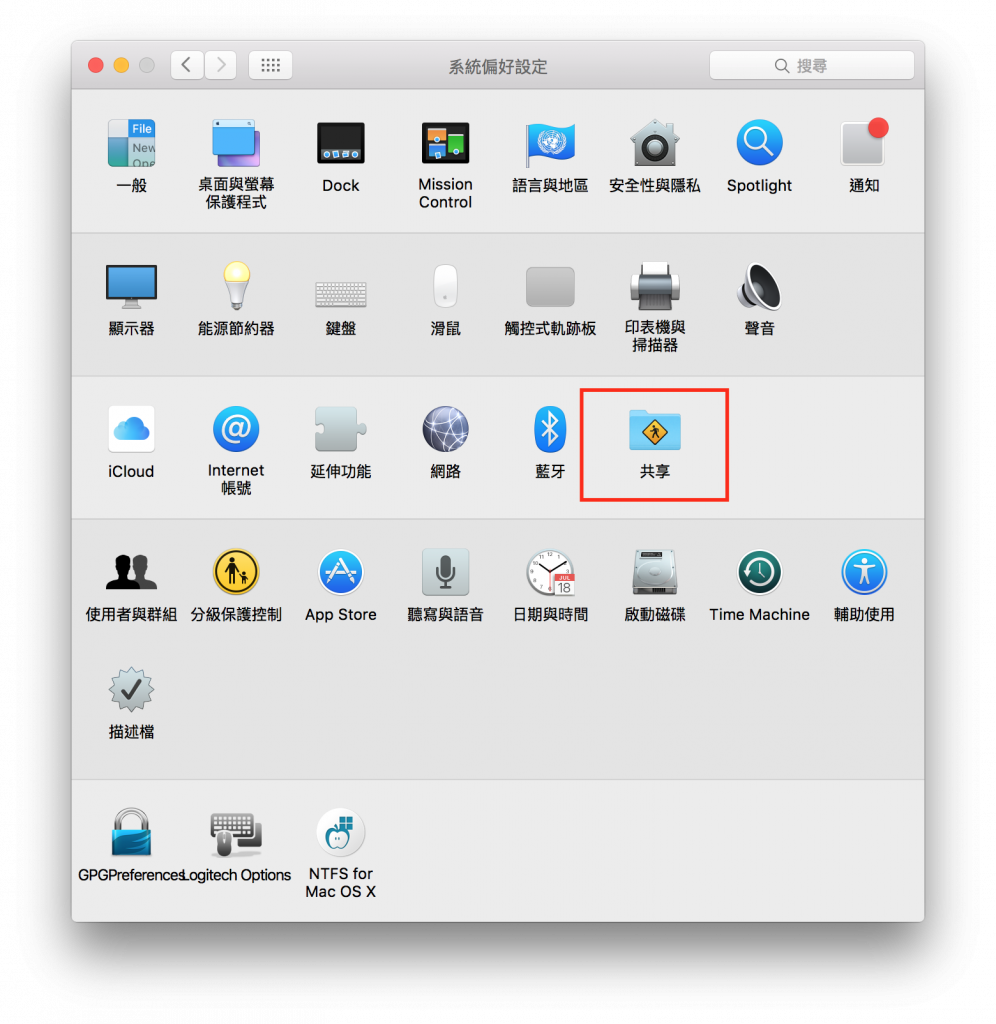 系統偏好設定
搜尋
File
New
Ope
一般
桌面與螢幕
保護程式
Dock
Mission
Control
語言與地區
安全性與隱私
Spotlight
通知
顯示器
能源節約器
鍵盤
滑鼠
觸控式軌跡板
印表機與
掃描器
聲音
iCloud
@
Internet
帳號
延伸功能
網路
藍牙
共享
使用者與群組
分級保護控制
App Store
聽寫與語音
JUL
18
日期與時間
啟動磁碟
Time Machine
輔助使用
描述檔
GPGPreferences
Logitech Options
NTFS for
Mac OS X